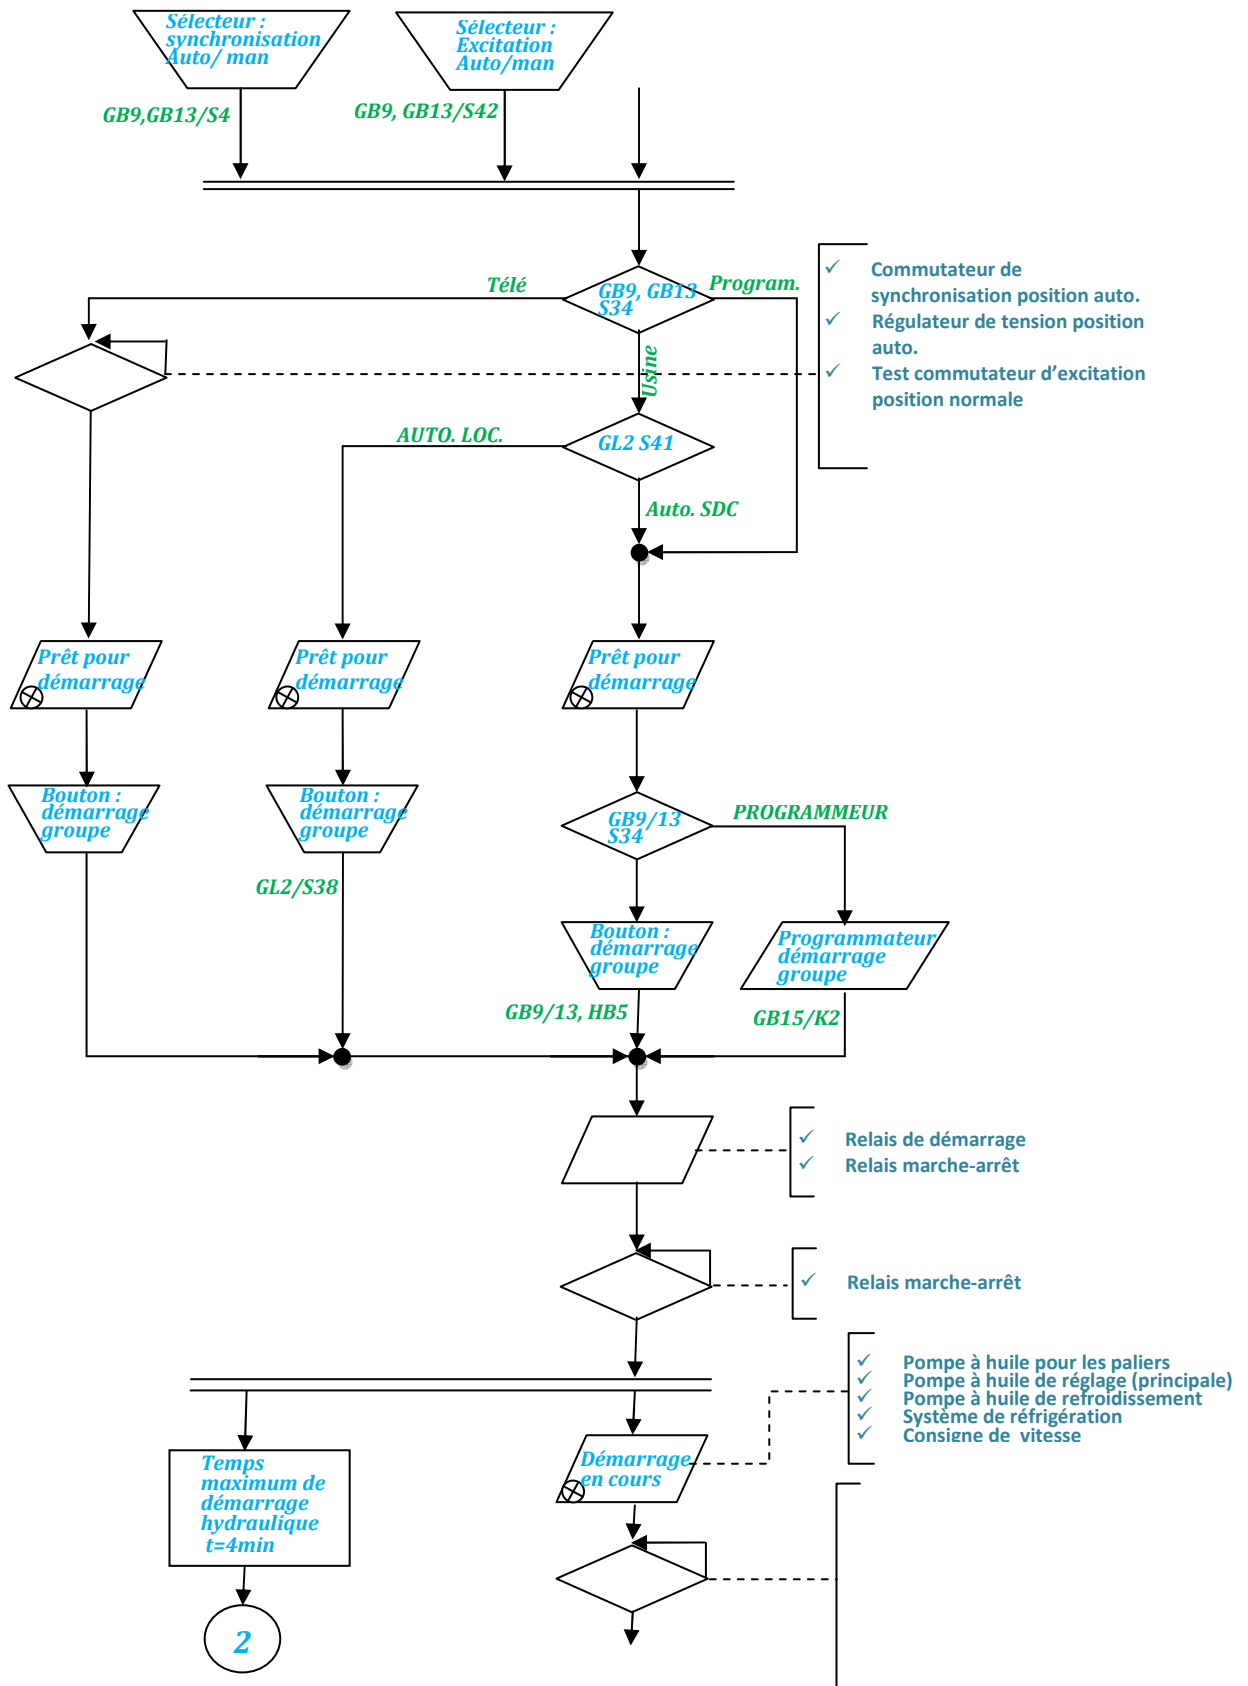 Sélecteur :
synchronisation
Auto/ man
Sélecteur :
Excitation
Auto/man
GB9,GB13/S4
GB9, GB13/S42
Télé
GB9, GB13
S34
Program.
Usine
✓ Commutateur de
synchronisation position auto.
✓ Régulateur de tension position
auto.
✓ Test commutateur d'excitation
position normale
AUTO. LOC.
GL2 S41
Auto. SDC
Prêt pour
démarrage
Prêt pour
démarrage
Prêt pour
démarrage
Bouton :
démarrage
groupe
Bouton :
démarrage
groupe
GB9/13
S34
PROGRAMMEUR
GL2/S38
Bouton :
démarrage
groupe
Programmateur
démarrage
groupe
GB9/13, HB5
GB15/K2
✓ Relais de démarrage
✓ Relais marche-arrêt
✓ Relais marche-arrêt
✓ Pompe à huile pour les paliers
✓ Pompe à huile de réglage (principale)
✓ Pompe à huile de refroidissement
✓ Système de réfrigération
✓ Consigne de vitesse
Temps
maximum de
démarrage
hydraulique
t=4min
Démarrage
en cours
2